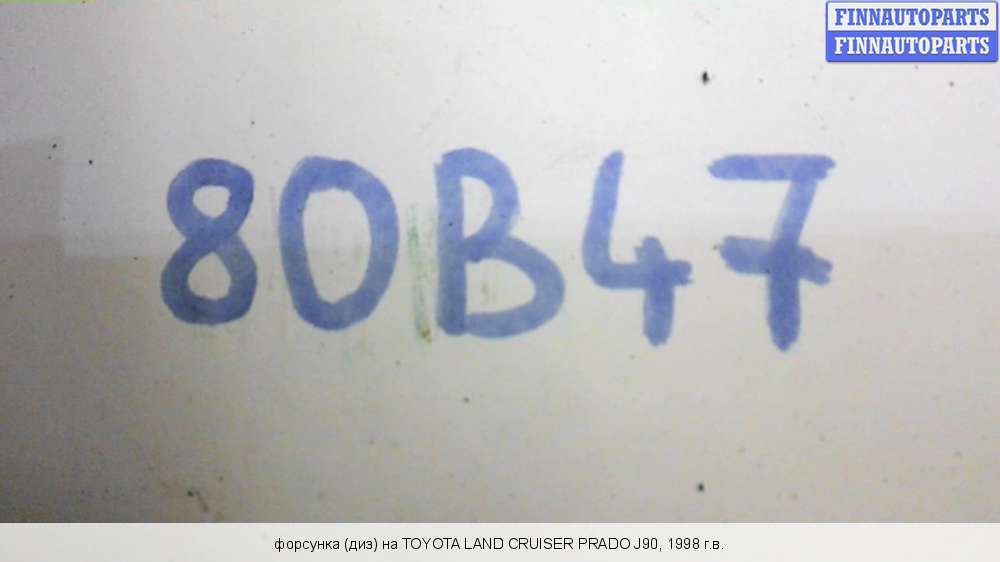 FINNAUTOPARTS
FINNAUTOPARTS
80B47
форсунка (диз) на TOYOTA LAND CRUISER PRADO J90, 1998 г.в.